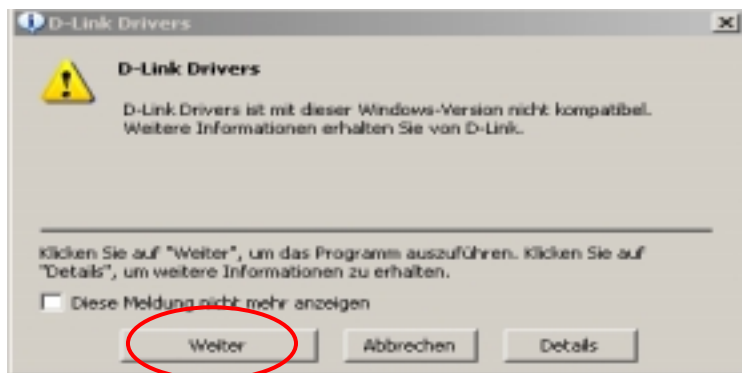 D-Link Drivers
D-Link Drivers
D-Link Drivers ist mit dieser Windows-Version nicht kompatibel.
Weitere Informationen erhalten Sie von D-Link.
Klicken Sie auf "Weiter", um das Programm auszuführen. Klicken Sie auf
"Details", um weitere Informationen zu erhalten.
Diese Meldung nicht mehr anzeigen
Weiter Abbrechen Details